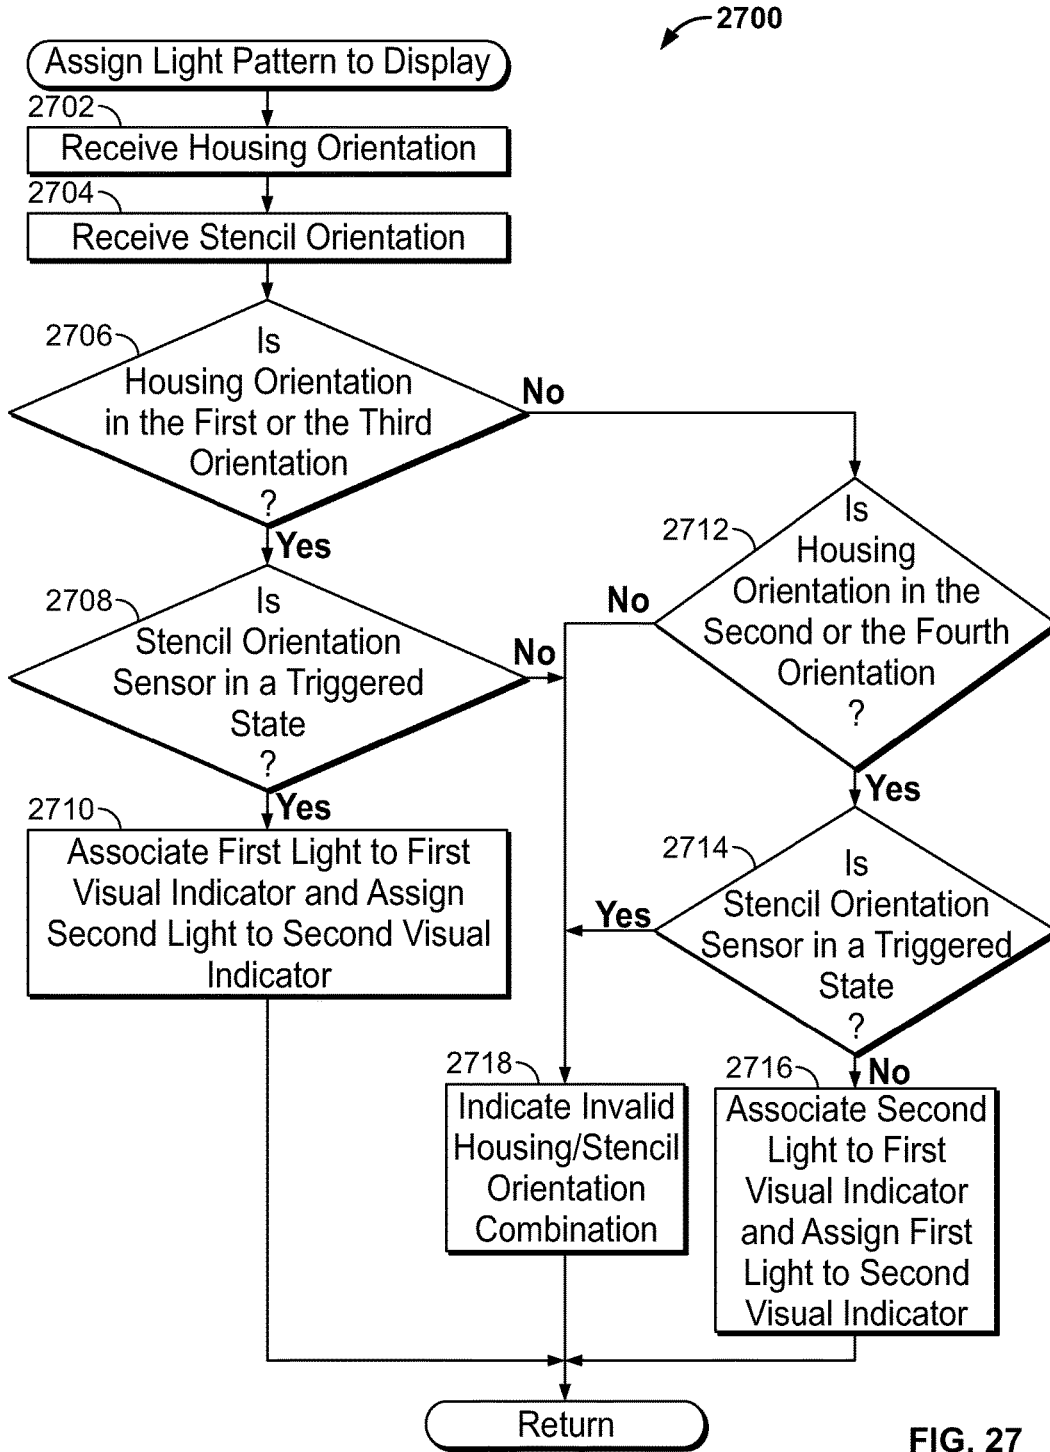 2700
Assign Light Pattern to Display
2702
Receive Housing Orientation
2704
Receive Stencil Orientation
2706
Is
Housing Orientation
in the First or the Third
Orientation
?
No
Yes
2708
Is
Stencil Orientation
Sensor in a Triggered
State
?
No
Yes
2710
Associate First Light to First
Visual Indicator and Assign
Second Light to Second Visual
Indicator
2712
Is
Housing
Orientation in the
Second or the Fourth
Orientation
?
No
Yes
2714
Is
Stencil Orientation
Sensor in a Triggered
State
?
Yes
No
2716
Associate Second
Light to First
Visual Indicator
and Assign First
Light to Second
Visual Indicator
2718
Indicate Invalid
Housing/Stencil
Orientation
Combination
Return
FIG. 27